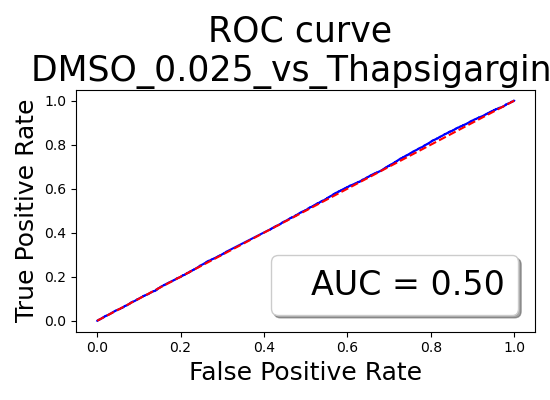 ROC curve
DMSO_0.025_vs_Thapsigargin
1.0
0.8
0.6
0.4
0.2
0.0
True Positive Rate
AUC = 0.50
0.0 0.2 0.4 0.6 0.8 1.0
False Positive Rate